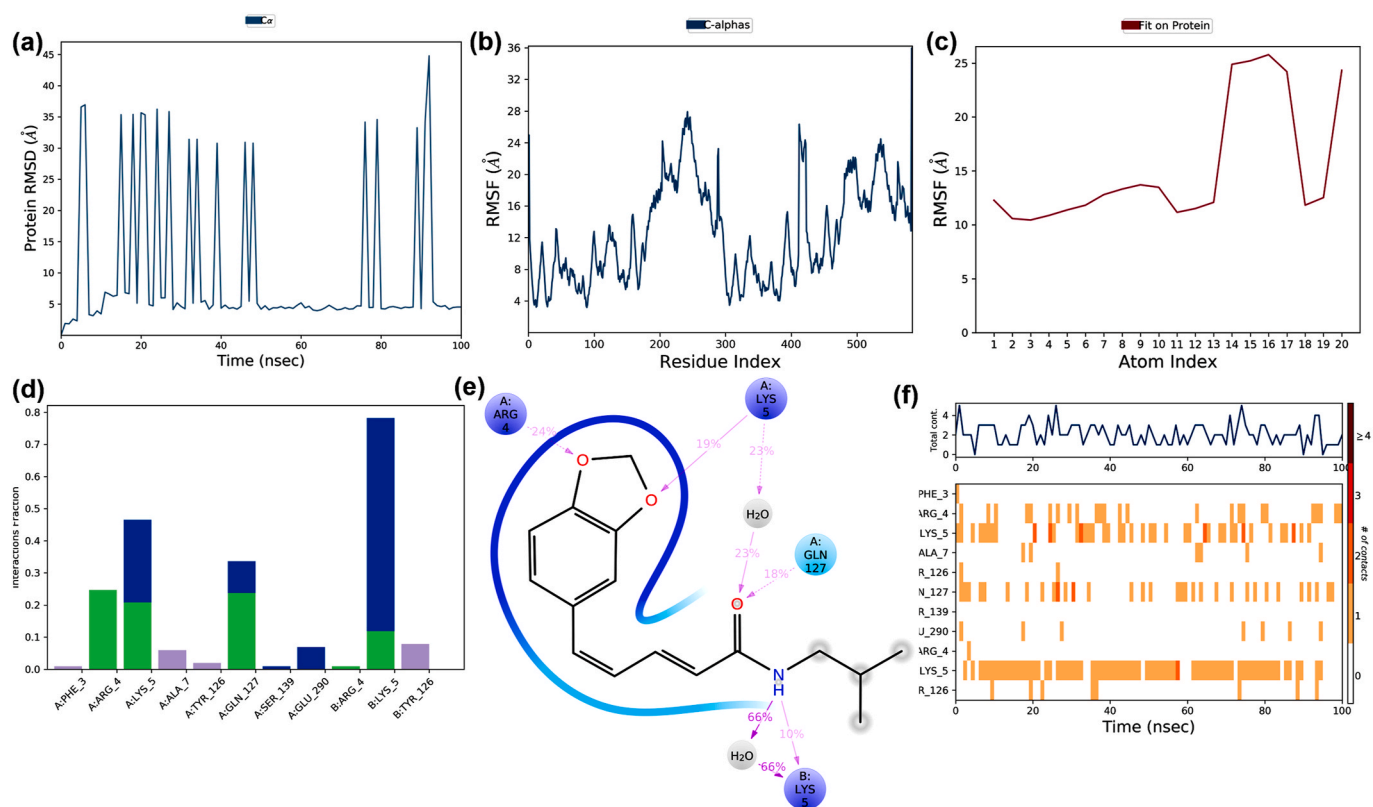 (a)
Cα
Protein RMSD (Å)
45
40
35
30
25
20
15
10
5
0
20
40
60
80
100
Time (nsec)
(b)
C-alphas
RMSF (Å)
36
32
28
24
20
16
12
8
4
0
100
200
300
400
500
Residue Index
(c)
Fit on Protein
RMSF (Å)
25
20
15
10
5
0
1 2 3 4 5 6 7 8 9 10 11 12 13 14 15 16 17 18 19 20
Atom Index
(d)
Interactions Fraction
0.8
0.7
0.6
0.5
0.4
0.3
0.2
0.1
0.0
A:PHE_3
A:ARG_4
A:LYS_5
A:ALA_7
A:TYR_126
A:GLN_127
A:SER_139
A:GLU_290
B:ARG_4
B:LYS_5
B:TYR_126
(e)
A:
ARG
4
A:
LYS
5
24%
19%
23%
O
O
H₂O
A:
GLN
127
23%
18%
O
N
H
66%
10%
H₂O
66%
B:
LYS
5
(f)
Total cont.
4
2
0
0
20
40
60
80
100
PHE_3
ARG_4
LYS_5
ALA_7
R_126
N_127
R_139
U_290
ARG_4
LYS_5
R_126
0
20
40
60
80
100
Time (nsec)
≥4
3
2
1
0
# of contacts